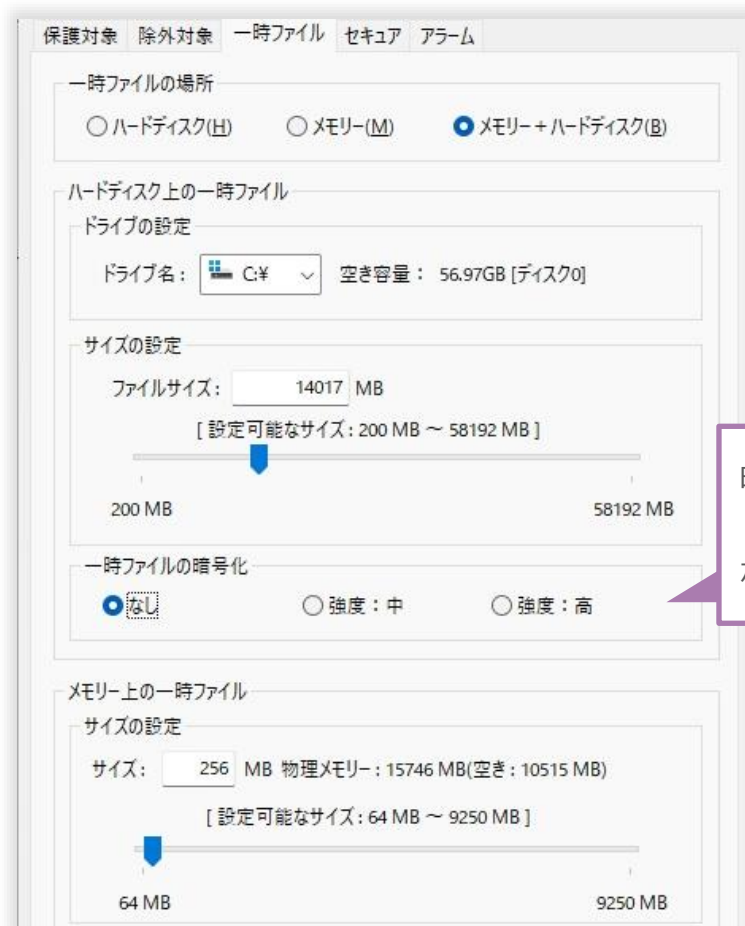 保護対象 除外対象 一時ファイル セキュア アラーム
一時ファイルの場所
ハードディスク(H) メモリー(M) メモリー+ハードディスク(B)
ハードディスク上の一時ファイル
ドライブの設定
ドライブ名: C:¥ 空き容量: 56.97GB [ディスク0]
サイズの設定
ファイルサイズ: 14017 MB
[ 設定可能なサイズ: 200 MB ~ 58192 MB ]
200 MB 58192 MB
一時ファイルの暗号化
なし 強度:中 強度:高
メモリー上の一時ファイル
サイズの設定
サイズ: 256 MB 物理メモリー: 15746 MB(空き: 10515 MB)
[ 設定可能なサイズ: 64 MB ~ 9250 MB ]
64 MB 9250 MB